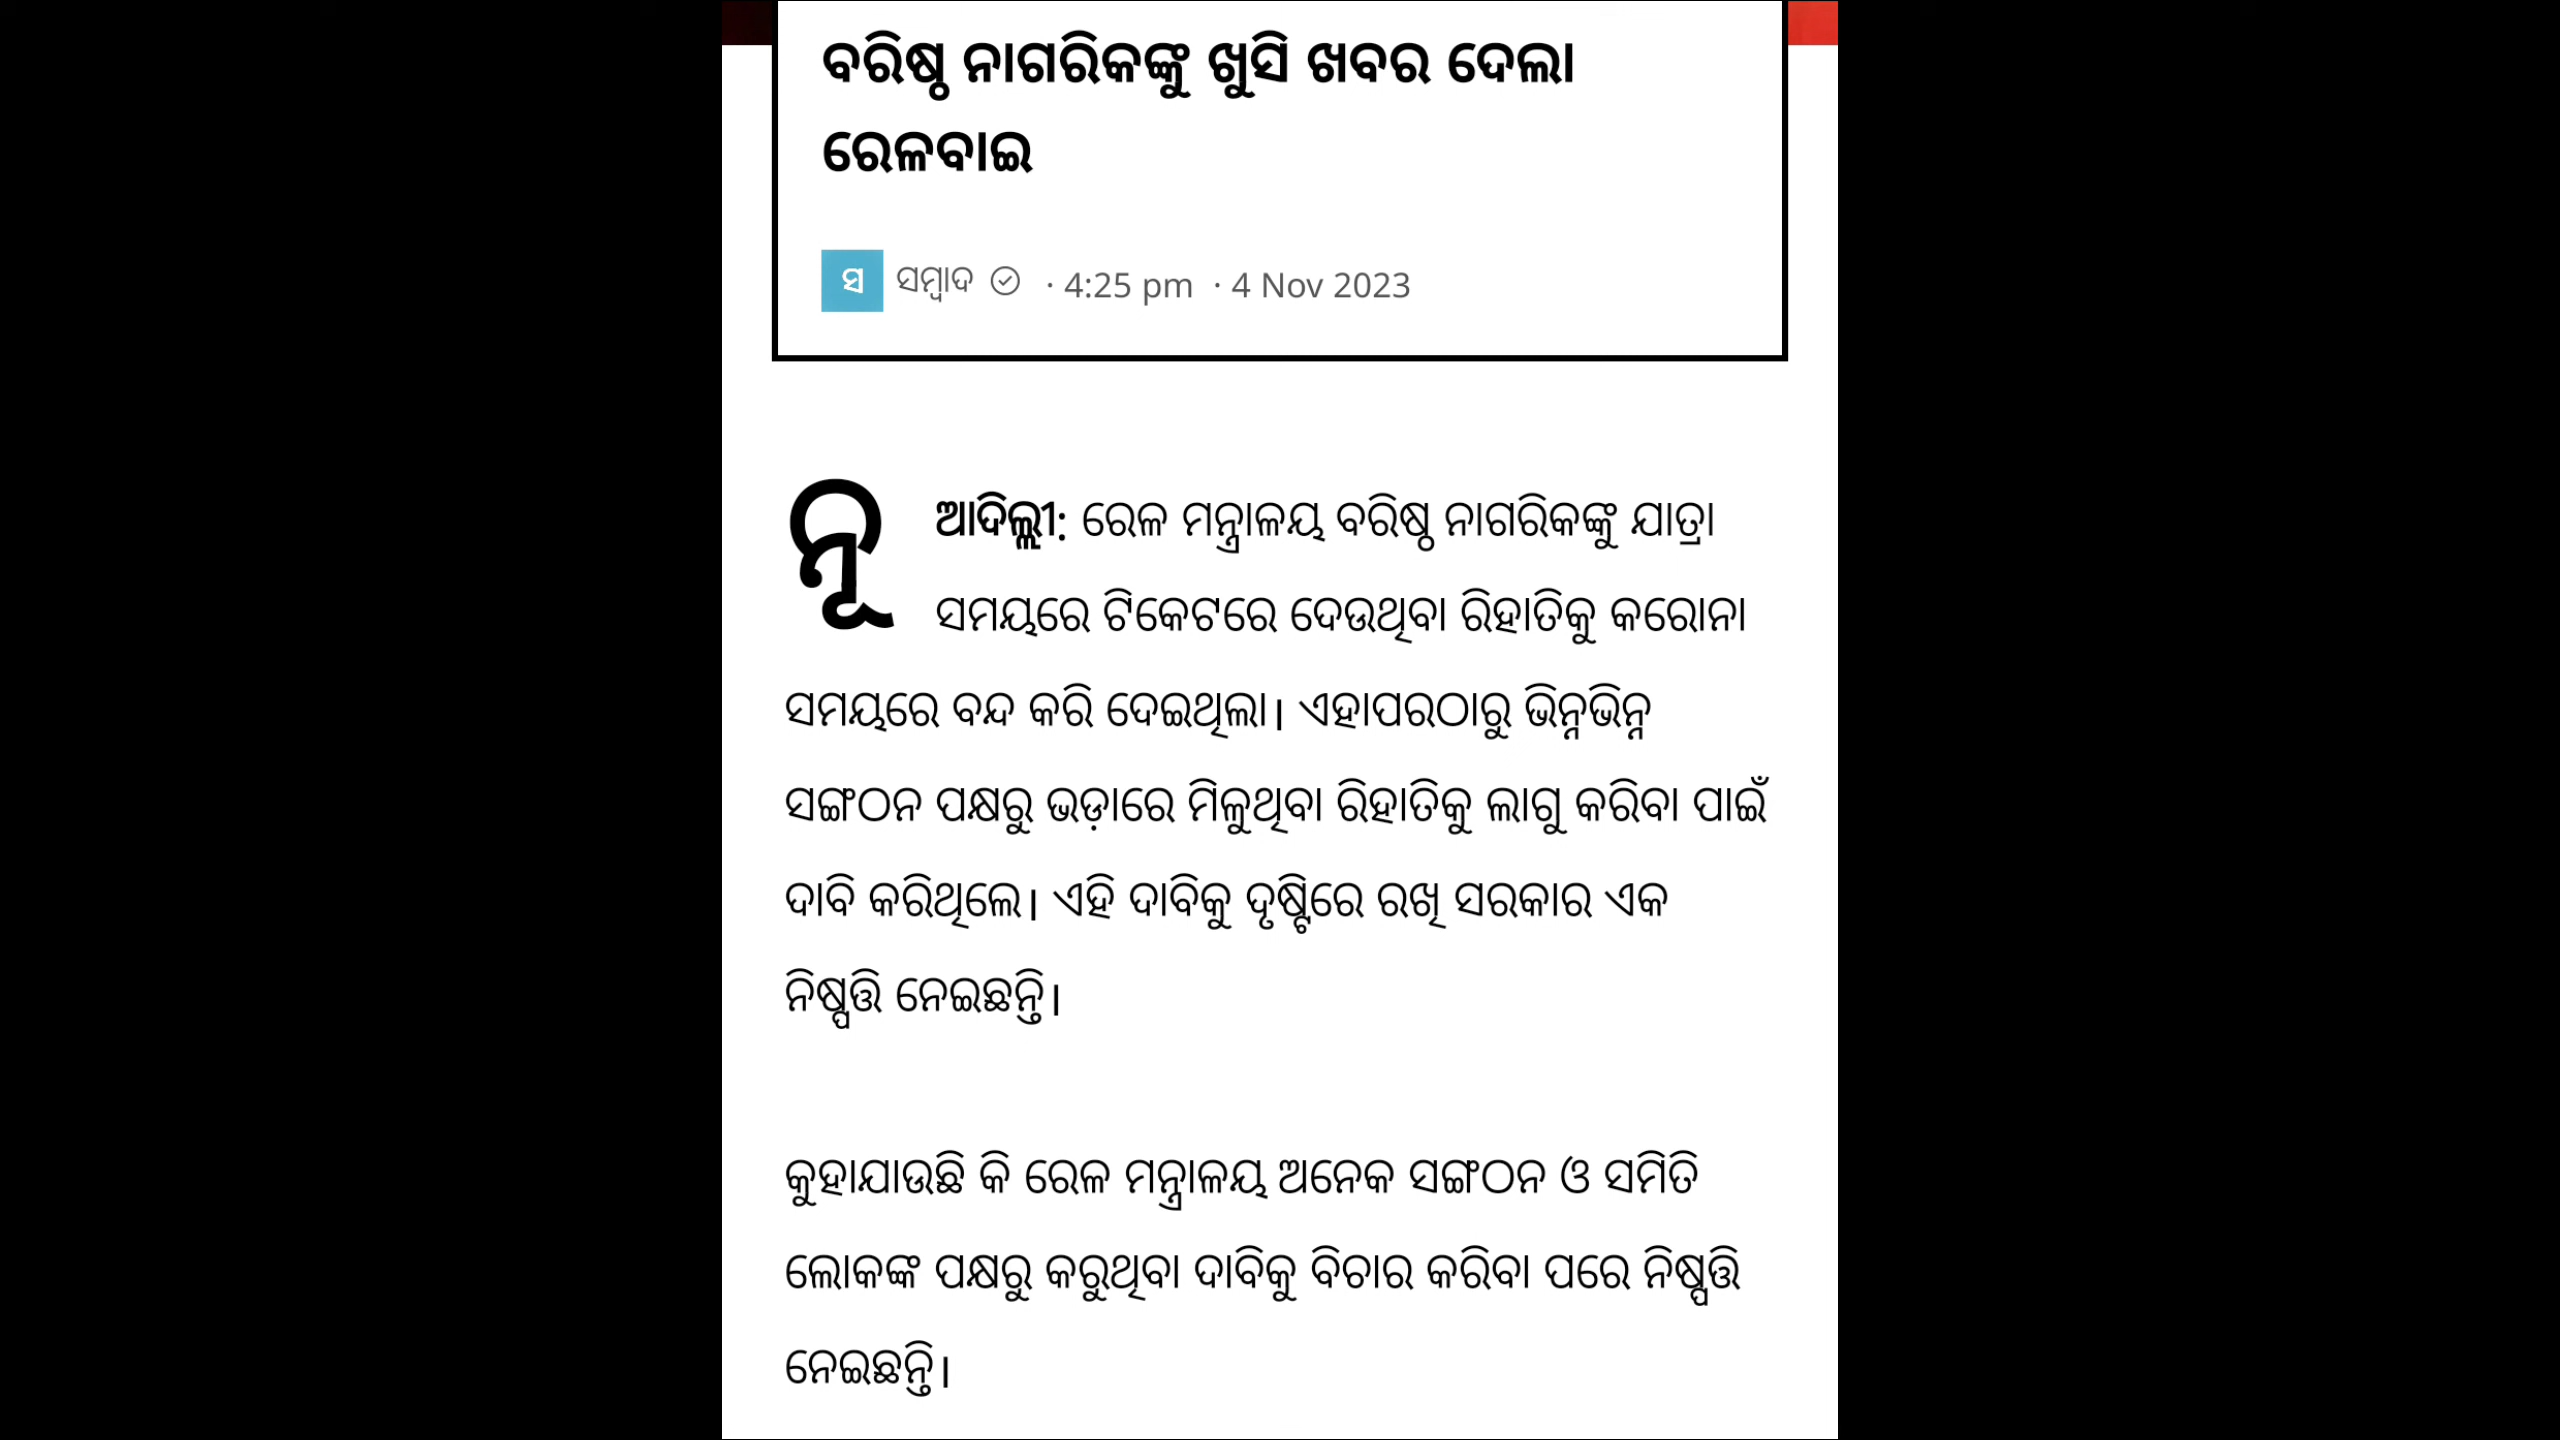 ବରିଷ୍ଠ ନାଗରିକଙ୍କୁ ଖୁସି ଖବର ଦେଲା
ରେଳବାଇ
ସ ସମ୍ବାଦ · 4:25 pm · 4 Nov 2023
ନୂଆଦିଲ୍ଲୀ: ରେଳ ମନ୍ତ୍ରାଳୟ ବରିଷ୍ଠ ନାଗରିକଙ୍କୁ ଯାତ୍ରା
ସମୟରେ ଟିକେଟରେ ଦେଉଥିବା ରିହାତିକୁ କରୋନା
ସମୟରେ ବନ୍ଦ କରି ଦେଇଥିଲା। ଏହାପରଠାରୁ ଭିନ୍ନଭିନ୍ନ
ସଙ୍ଗଠନ ପକ୍ଷରୁ ଭଡ଼ାରେ ମିଳୁଥିବା ରିହାତିକୁ ଲାଗୁ କରିବା ପାଇଁ
ଦାବି କରିଥିଲେ। ଏହି ଦାବିକୁ ଦୃଷ୍ଟିରେ ରଖି ସରକାର ଏକ
ନିଷ୍ପତ୍ତି ନେଇଛନ୍ତି।
କୁହାଯାଉଛି କି ରେଳ ମନ୍ତ୍ରାଳୟ ଅନେକ ସଙ୍ଗଠନ ଓ ସମିତି
ଲୋକଙ୍କ ପକ୍ଷରୁ କରୁଥିବା ଦାବିକୁ ବିଚାର କରିବା ପରେ ନିଷ୍ପତ୍ତି
ନେଇଛନ୍ତି।